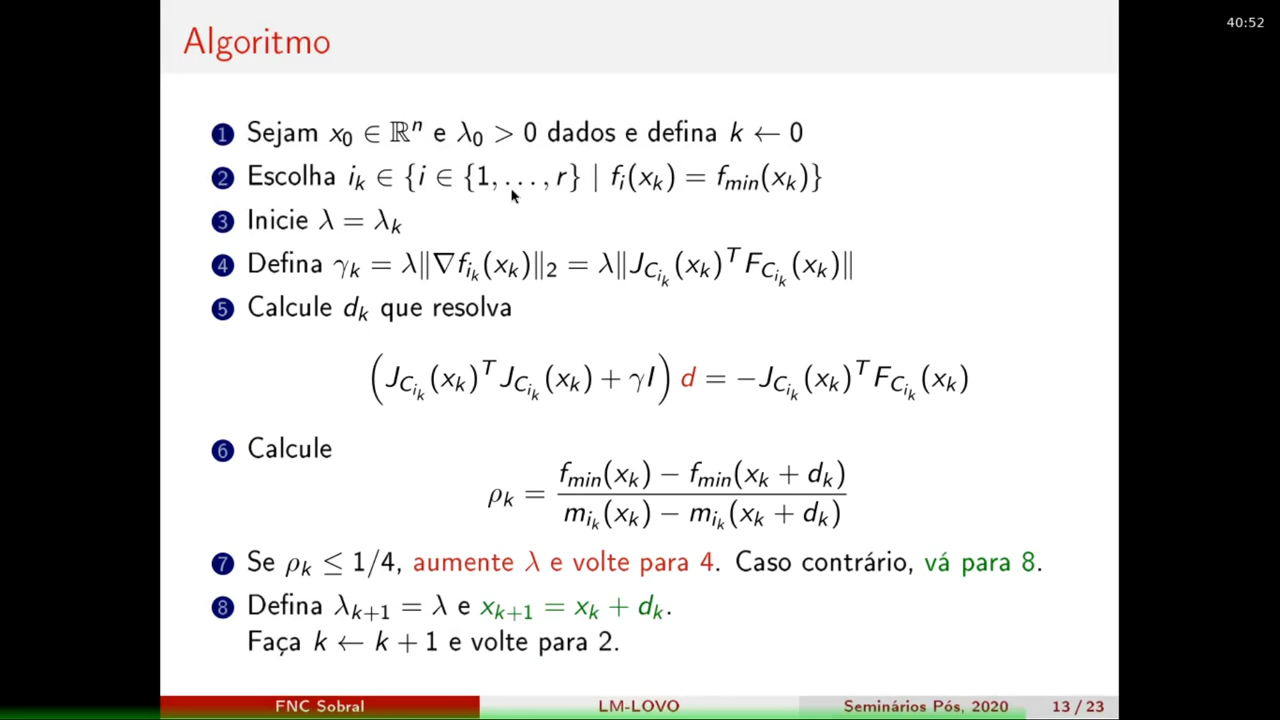 40:52
Algoritmo
1 Sejam x₀ ∈ ℝⁿ e λ₀ > 0 dados e defina k ← 0
2 Escolha i_k ∈ {i ∈ {1, . . . , r} | f_i(x_k) = f_min(x_k)}
3 Inicie λ = λ_k
4 Defina γ_k = λ‖∇f_{i_k}(x_k)‖₂ = λ‖J_{C_{i_k}}(x_k)^T F_{C_{i_k}}(x_k)‖
5 Calcule d_k que resolva
(J_{C_{i_k}}(x_k)^T J_{C_{i_k}}(x_k) + γI) d = −J_{C_{i_k}}(x_k)^T F_{C_{i_k}}(x_k)
6 Calcule
ρ_k = (f_min(x_k) − f_min(x_k + d_k)) / (m_{i_k}(x_k) − m_{i_k}(x_k + d_k))
7 Se ρ_k ≤ 1/4, aumente λ e volte para 4. Caso contrário, vá para 8.
8 Defina λ_{k+1} = λ e x_{k+1} = x_k + d_k.
Faça k ← k + 1 e volte para 2.
FNC Sobral LM-LOVO Seminários Pós, 2020 13 / 23